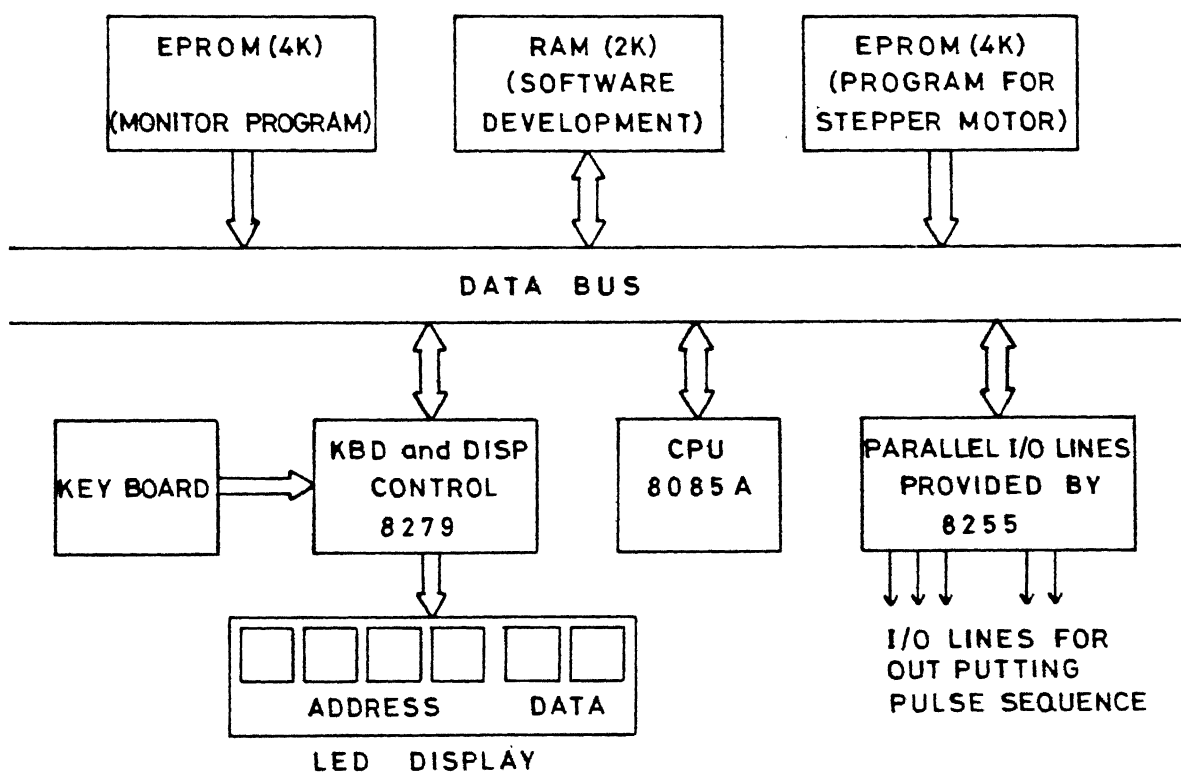 EPROM (4K)
(MONITOR PROGRAM)
RAM (2K)
(SOFTWARE
DEVELOPMENT)
EPROM (4K)
(PROGRAM FOR
STEPPER MOTOR)
DATA BUS
KEY BOARD
KBD and DISP
CONTROL
8279
CPU
8085A
PARALLEL I/O LINES
PROVIDED BY
8255
ADDRESS DATA
LED DISPLAY
I/O LINES FOR
OUT PUTTING
PULSE SEQUENCE